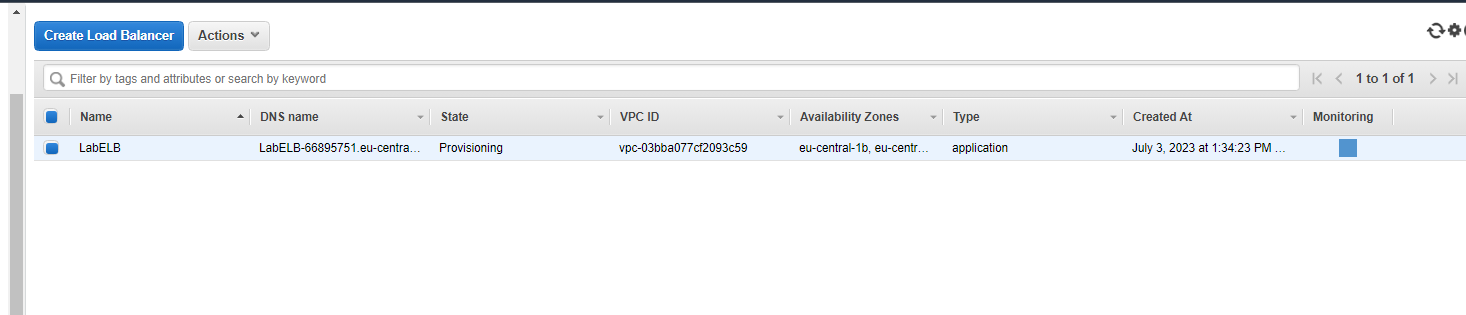 Create Load Balancer Actions
Filter by tags and attributes or search by keyword 1 to 1 of 1
Name DNS name State VPC ID Availability Zones Type Created At Monitoring
LabELB LabELB-66895751.eu-centra... Provisioning vpc-03bba077cf2093c59 eu-central-1b, eu-centr... application July 3, 2023 at 1:34:23 PM ...